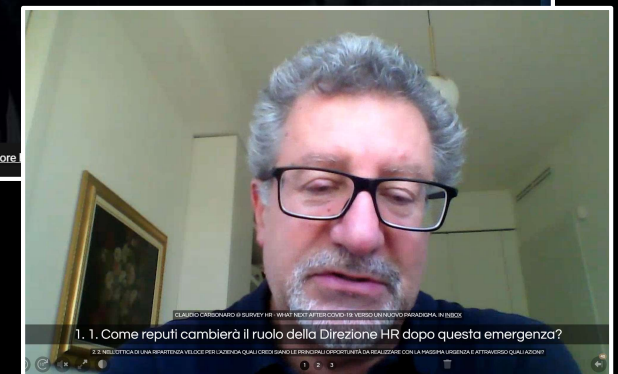 ore l
CLAUDIO CARBONARO @ SURVEY HR - WHAT NEXT AFTER COVID-19: VERSO UN NUOVO PARADIGMA, IN INBOX
1. 1. Come reputi cambierà il ruolo della Direzione HR dopo questa emergenza?
2. 2. NELL'OTTICA DI UNA RIPARTENZA VELOCE PER L'AZIENDA QUALI CREDI SIANO LE PRINCIPALI OPPORTUNITÀ DA REALIZZARE CON LA MASSIMA URGENZA E ATTRAVERSO QUALI AZIONI?
1 2 3